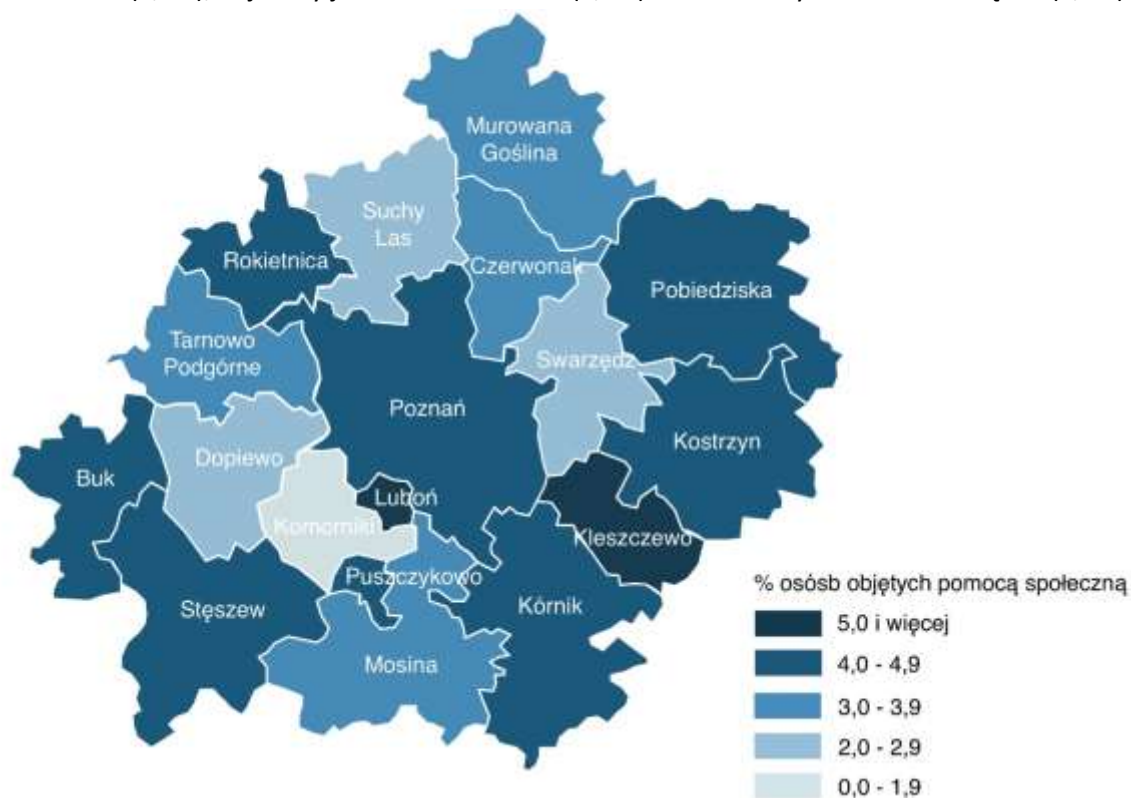 Murowana
Goślina
Suchy
Las
Rokietnica
Czerwonak
Pobiedziska
Tarnowo
Podgórne
Swarzędz
Poznań
Kostrzyn
Buk
Dopiewo
Luboń
Komorniki
Kleszczewo
Puszczykowo
Stęszew
Kórnik
Mosina
% osósb objętych pomocą społeczną
5,0 i więcej
4,0 - 4,9
3,0 - 3,9
2,0 - 2,9
0,0 - 1,9